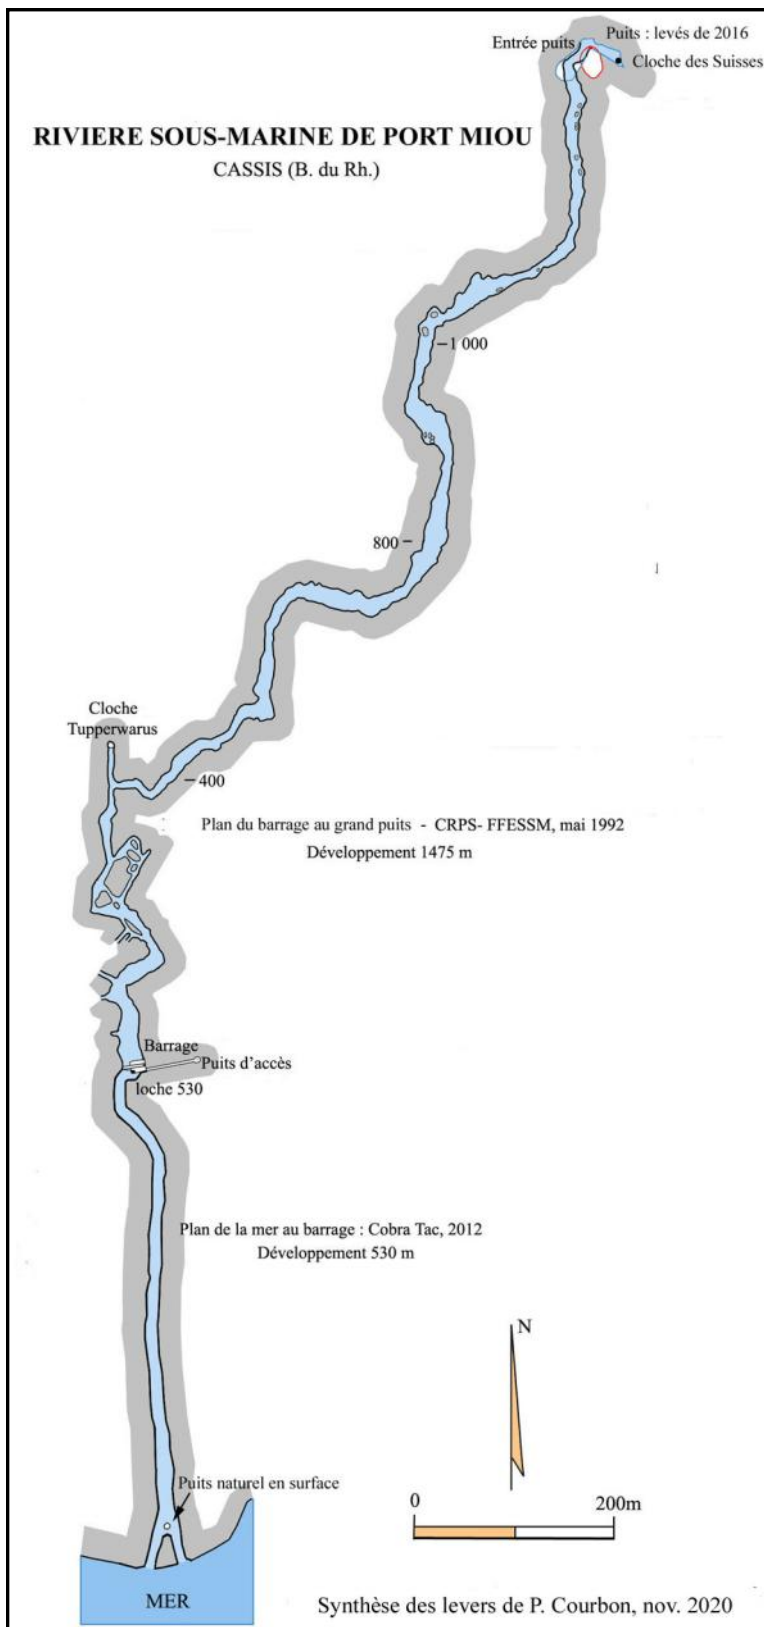 Puits : levés de 2016
Entrée puits
Cloche des Suisses
RIVIERE SOUS-MARINE DE PORT MIOU
CASSIS (B. du Rh.)
1 000
800
Cloche
Tupperwarus
400
Plan du barrage au grand puits - CRPS- FFESSM, mai 1992
Développement 1475 m
Barrage
Puits d'accès
loche 530
Plan de la mer au barrage : Cobra Tac, 2012
Développement 530 m
N
Puits naturel en surface
0 200m
MER
Synthèse des levers de P. Courbon, nov. 2020